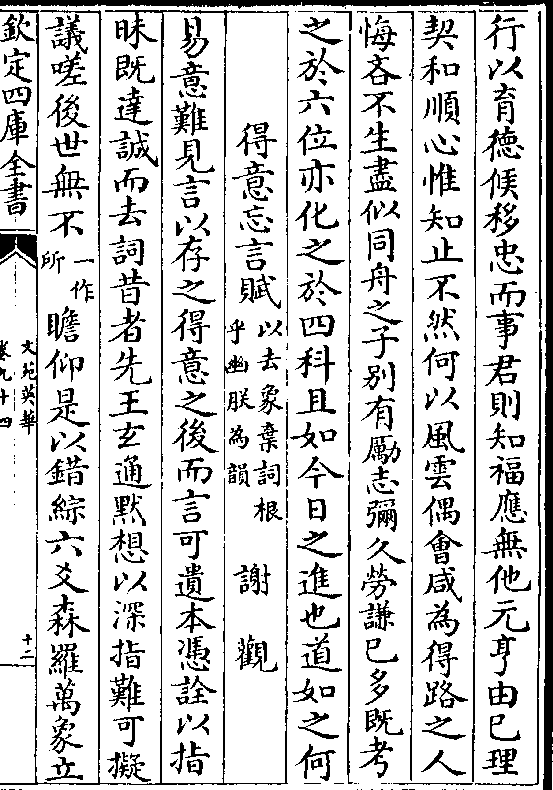 行以育德候移忠而事君則知福應無他元亨由已理
契和順心惟知止不然何以風雲偶會咸為得路之人
悔吝不生盡似同舟之子別有勵志彌久勞謙已多既考
之於六位亦化之於四科且如今日之進也道如之何
得意忘言賦以去象棄詞根乎幽朕為韻 謝觀
易意難見言以存之得意之後而言可遺本憑詮以指
昧既達誠而去詞昔者先王玄通黙想以深指難可擬
議嗟後世無不一作所瞻仰是以錯綜六爻森羅萬象立
欽定四庫全書
文苑英華
卷九十四
十二